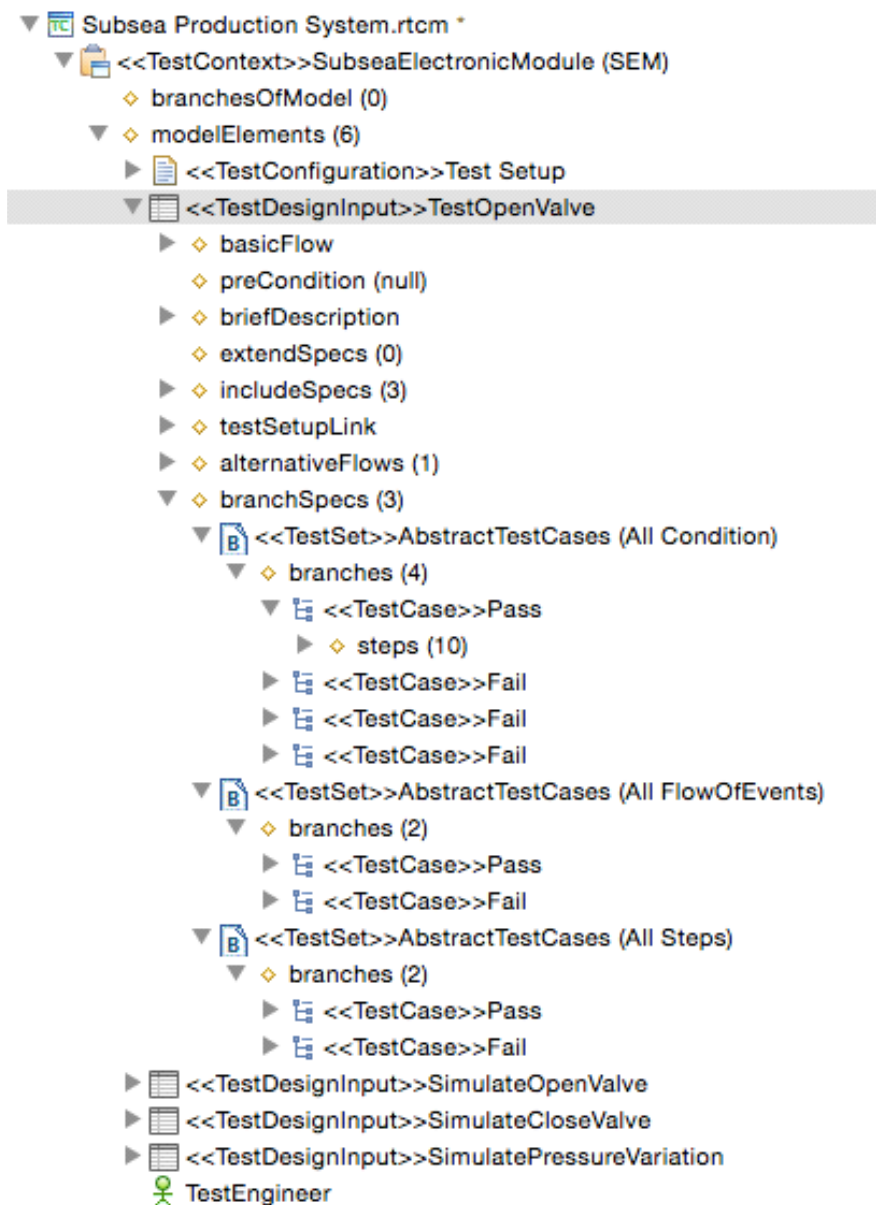 TC Subsea Production System.rtcm *
<<TestContext>>SubseaElectronicModule (SEM)
branchesOfModel (0)
modelElements (6)
<<TestConfiguration>>Test Setup
<<TestDesignInput>>TestOpenValve
basicFlow
preCondition (null)
briefDescription
extendSpecs (0)
includeSpecs (3)
testSetupLink
alternativeFlows (1)
branchSpecs (3)
B <<TestSet>>AbstractTestCases (All Condition)
branches (4)
<<TestCase>>Pass
steps (10)
<<TestCase>>Fail
<<TestCase>>Fail
<<TestCase>>Fail
B <<TestSet>>AbstractTestCases (All FlowOfEvents)
branches (2)
<<TestCase>>Pass
<<TestCase>>Fail
B <<TestSet>>AbstractTestCases (All Steps)
branches (2)
<<TestCase>>Pass
<<TestCase>>Fail
<<TestDesignInput>>SimulateOpenValve
<<TestDesignInput>>SimulateCloseValve
<<TestDesignInput>>SimulatePressureVariation
TestEngineer